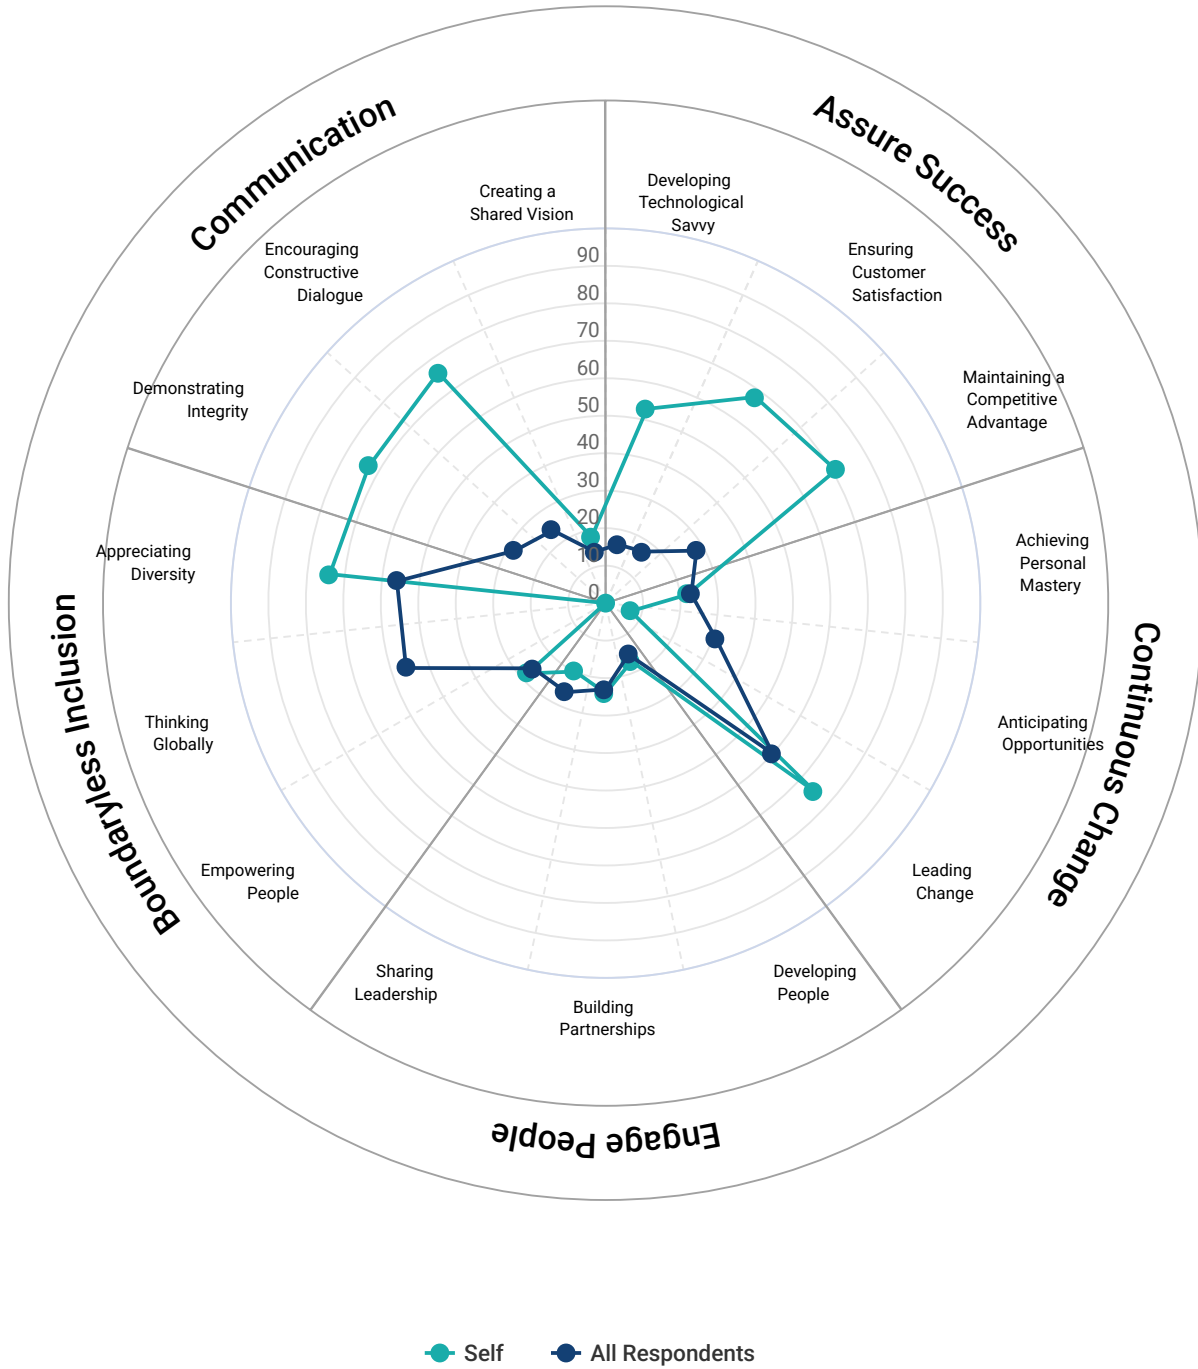 Communication
Assure Success
Continuous Change
Engage People
Boundaryless Inclusion
Creating a
Shared Vision
Developing
Technological
Savvy
Encouraging
Constructive
Dialogue
Ensuring
Customer
Satisfaction
Demonstrating
Integrity
Maintaining a
Competitive
Advantage
Appreciating
Diversity
Achieving
Personal
Mastery
Thinking
Globally
Anticipating
Opportunities
Empowering
People
Leading
Change
Sharing
Leadership
Building
Partnerships
Developing
People
90
80
70
60
50
40
30
20
10
0
Self
All Respondents